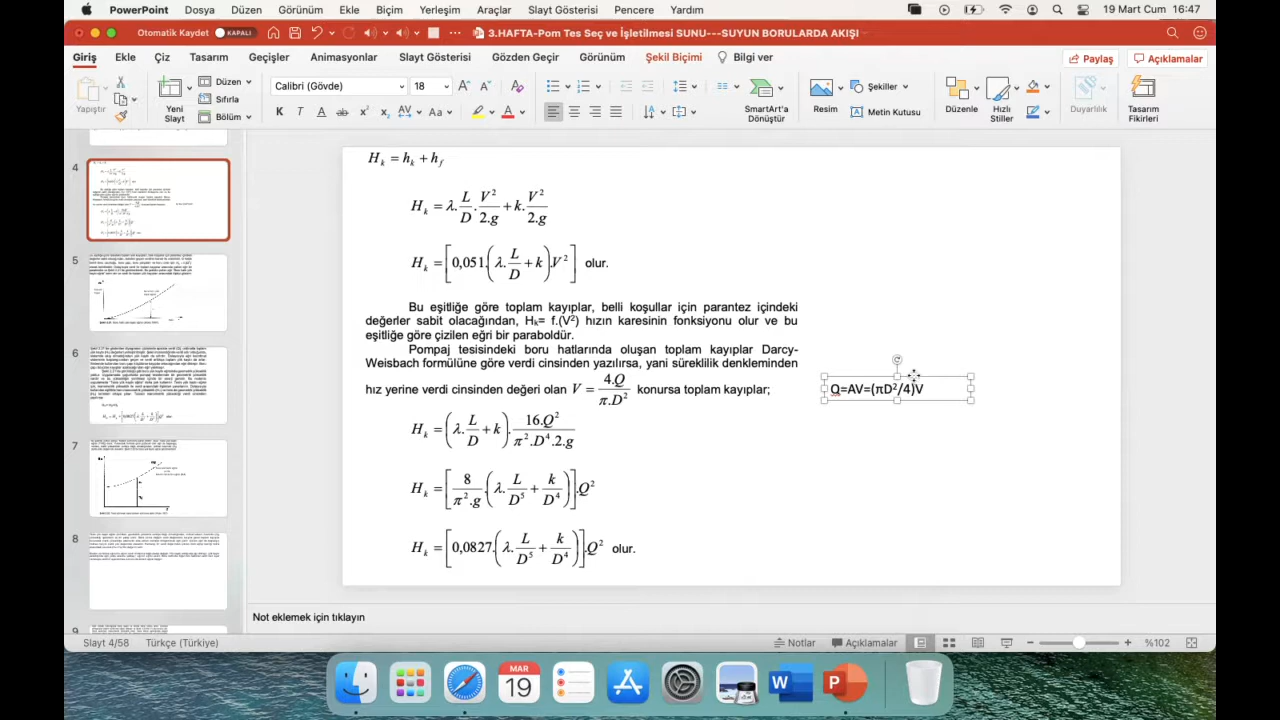 PowerPoint Dosya Düzen Görünüm Ekle Biçim Yerleşim Araçlar Slayt Gösterisi Pencere Yardım 19 Mart Cum 16:47
Otomatik Kaydet KAPALI 3.HAFTA-Pom Tes Seç ve İşletilmesi SUNU---SUYUN BORULARDA AKIŞI
Giriş Ekle Çiz Tasarım Geçişler Animasyonlar Slayt Gösterisi Gözden Geçir Görünüm Şekil Biçimi Bilgi ver Paylaş Açıklamalar
Yapıştır Yeni Slayt Düzen Sıfırla Bölüm Calibri (Gövde) 18 SmartArt'a Dönüştür Resim Şekiller Metin Kutusu Düzenle Hızlı Stiller Duyarlılık Tasarım Fikirleri
K T A
4
5
6
7
8
9
H_k = h_k + h_f
H_k = λ.L/D.V²/2.g + k.V²/2.g
H_k = [0,051.(λ.L/D + k)V²] olur.
Bu eşitliğe göre toplam kayıplar, belli koşullar için parantez içindeki
değerler sabit olacağından, Hk= f.(V²) hızın karesinin fonksiyonu olur ve bu
eşitliğe göre çizilen eğri bir paraboldür.
Pompaj tesisindeki boru hatlarında oluşan toplam kayıplar Darcy-
Weisbach formülüne göre verdi cinsinden yazılırsa, yani süreklilik denkleminden
hız yerine verdi cinsinden değeri olan V = 4.Q/π.D² konursa toplam kayıplar;
Q=AV=(πD²/4)V
H_k = (λ.L/D + k).16.Q²/π².D⁴.2.g
H_k = [8/π².g.(λ.L/D⁵ + k/D⁴)].Q²
H_k = [0,0827.(λ.L/D⁵ + k/D⁴)].Q² olur.
Not eklemek için tıklayın
Slayt 4/58 Türkçe (Türkiye) Notlar Açıklamalar %102
MAR
19